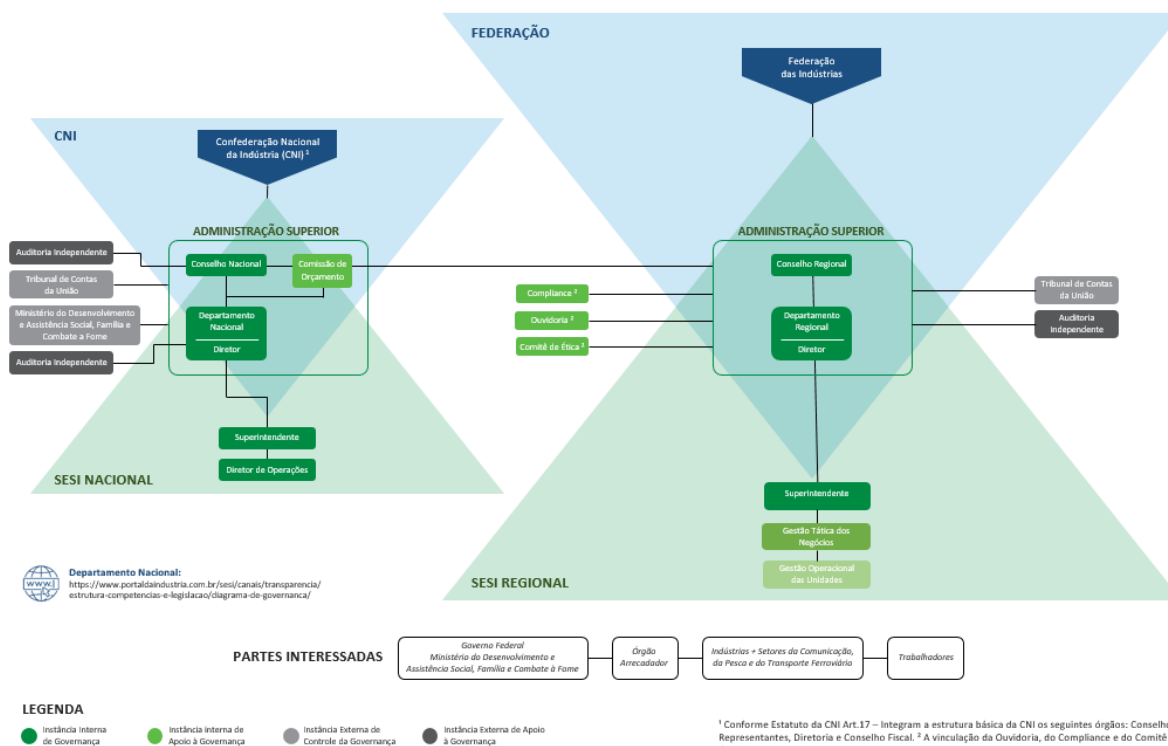 FEDERAÇÃO
Federação
das Indústrias
CNI
Confederação Nacional
da Indústria (CNI) ¹
ADMINISTRAÇÃO SUPERIOR
Auditoria Independente
Conselho Nacional
Comissão de
Orçamento
Tribunal de Contas
da União
Ministério do Desenvolvimento
e Assistência Social, Família e
Combate a Fome
Departamento
Nacional
Diretor
Auditoria Independente
Superintendente
Diretor de Operações
SESI NACIONAL
ADMINISTRAÇÃO SUPERIOR
Conselho Regional
Compliance ²
Ouvidoria ²
Comitê de Ética ²
Departamento
Regional
Diretor
Tribunal de Contas
da União
Auditoria
Independente
Superintendente
Gestão Tática dos
Negócios
Gestão Operacional
das Unidades
SESI REGIONAL
www.
Departamento Nacional:
https://www.portaldaindustria.com.br/sesi/canais/transparencia/
estrutura-competencias-e-legislacao/diagrama-de-governanca/
PARTES INTERESSADAS
Governo Federal
Ministério do Desenvolvimento e
Assistência Social, Família e Combate à Fome
Órgão
Arrecadador
Indústrias + Setores da Comunicação,
da Pesca e do Transporte Ferroviário
Trabalhadores
LEGENDA
Instância Interna
de Governança
Instância interna de
Apoio à Governança
Instância Externa de
Controle da Governança
Instância Externa de Apoio
à Governança
¹ Conforme Estatuto da CNI Art.17 – Integram a estrutura básica da CNI os seguintes órgãos: Conselho
Representantes, Diretoria e Conselho Fiscal. ² A vinculação da Ouvidoria, do Compliance e do Comitê